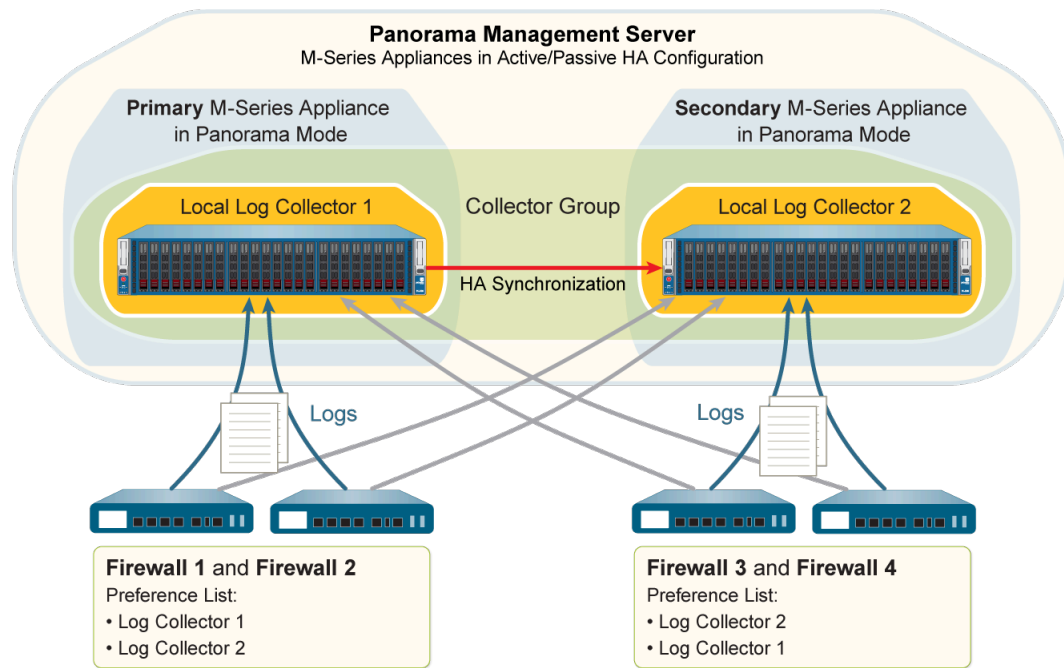 Panorama Management Server
M-Series Appliances in Active/Passive HA Configuration
Primary M-Series Appliance
in Panorama Mode
Secondary M-Series Appliance
in Panorama Mode
Local Log Collector 1
Collector Group
Local Log Collector 2
HA Synchronization
Logs
Logs
Firewall 1 and Firewall 2
Preference List:
• Log Collector 1
• Log Collector 2
Firewall 3 and Firewall 4
Preference List:
• Log Collector 2
• Log Collector 1